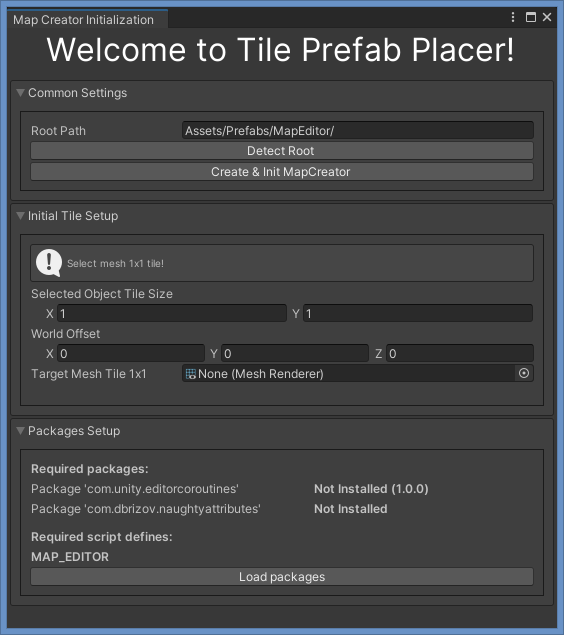 Map Creator Initialization
Welcome to Tile Prefab Placer!
Common Settings
Root Path Assets/Prefabs/MapEditor/
Detect Root
Create & Init MapCreator
Initial Tile Setup
Select mesh 1x1 tile!
Selected Object Tile Size
X 1 Y 1
World Offset
X 0 Y 0 Z 0
Target Mesh Tile 1x1 None (Mesh Renderer)
Packages Setup
Required packages:
Package 'com.unity.editorcoroutines' Not Installed (1.0.0)
Package 'com.dbrizov.naughtyattributes' Not Installed
Required script defines:
MAP_EDITOR
Load packages